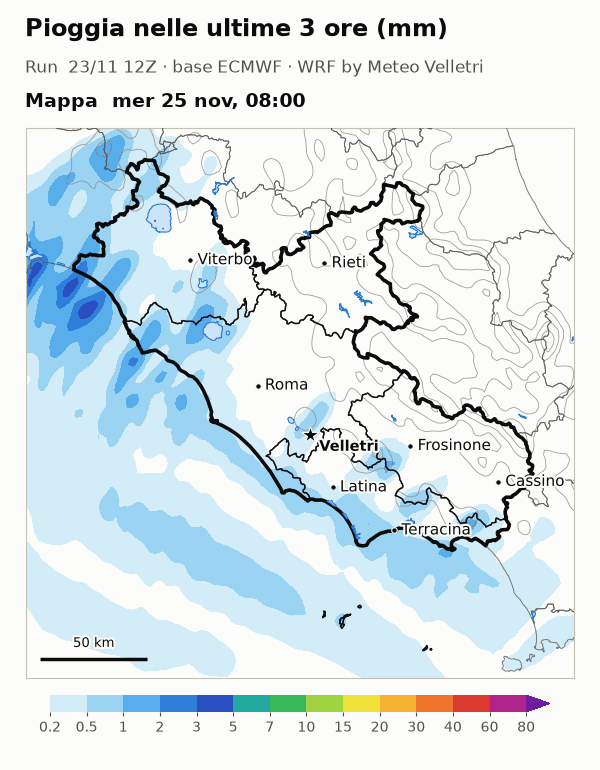 Pioggia nelle ultime 3 ore (mm)
Run  23/11 12Z · base ECMWF · WRF by Meteo Velletri
Mappa  mer 25 nov, 08:00
Viterbo
Rieti
Roma
Velletri
Frosinone
Latina
Cassino
Terracina
50 km
0.2 0.5 1 2 3 5 7 10 15 20 30 40 60 80